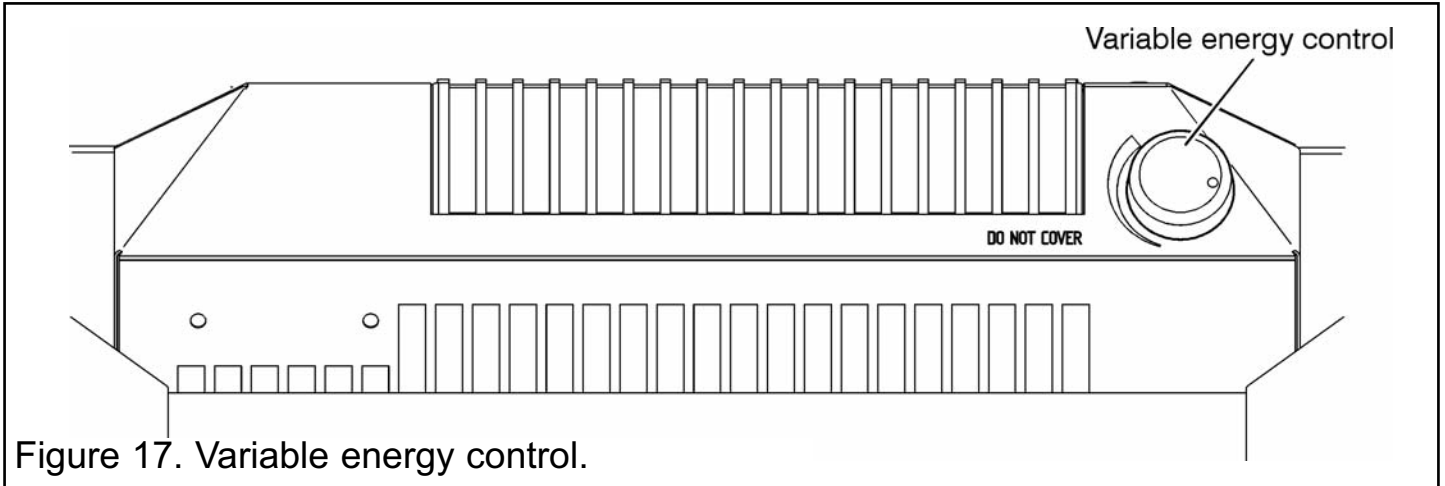 Variable energy control
DO NOT COVER
Figure 17. Variable energy control.